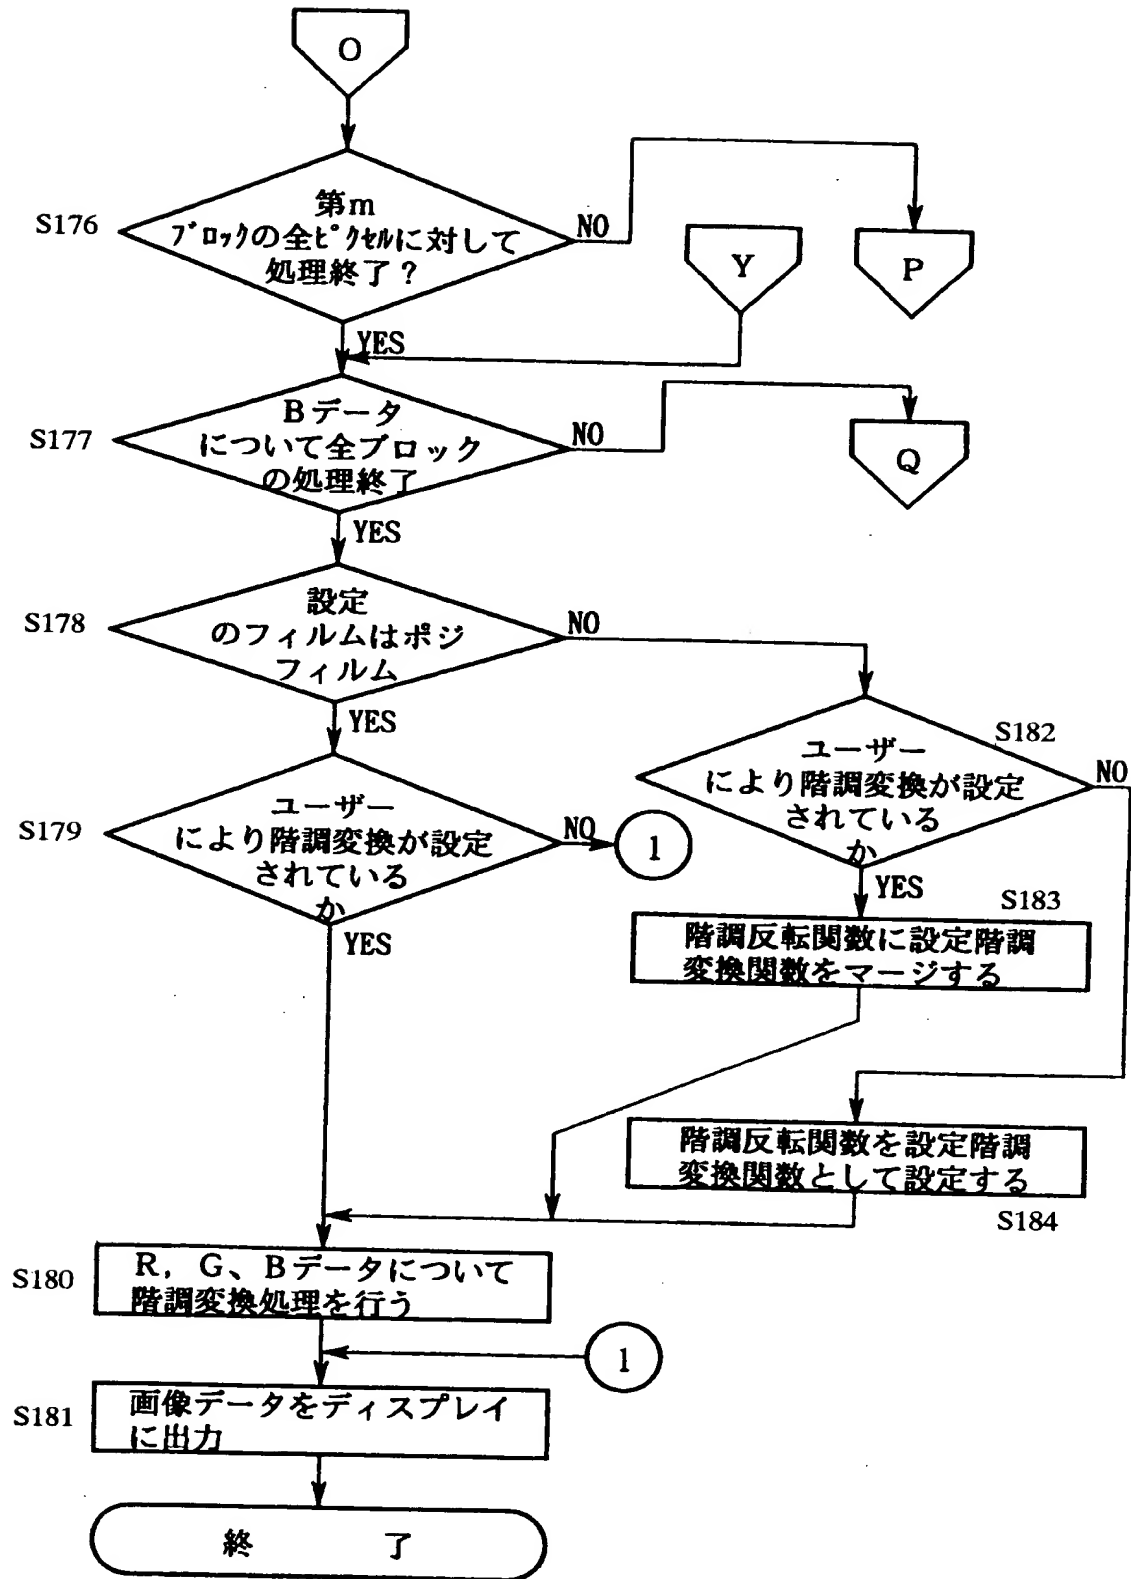 O
S176
第m
ブロックの全ピクセルに対して
処理終了？
NO
Y
P
YES
S177
Bデータ
について全ブロック
の処理終了
NO
Q
YES
S178
設定
のフィルムはポジ
フィルム
NO
YES
S182
ユーザー
により階調変換が設定
されている
か
NO
YES
S179
ユーザー
により階調変換が設定
されている
か
NO
1
YES
S183
階調反転関数に設定階調
変換関数をマージする
階調反転関数を設定階調
変換関数として設定する
S184
S180
R，G、Bデータについて
階調変換処理を行う
1
S181
画像データをディスプレイ
に出力
終　　　了